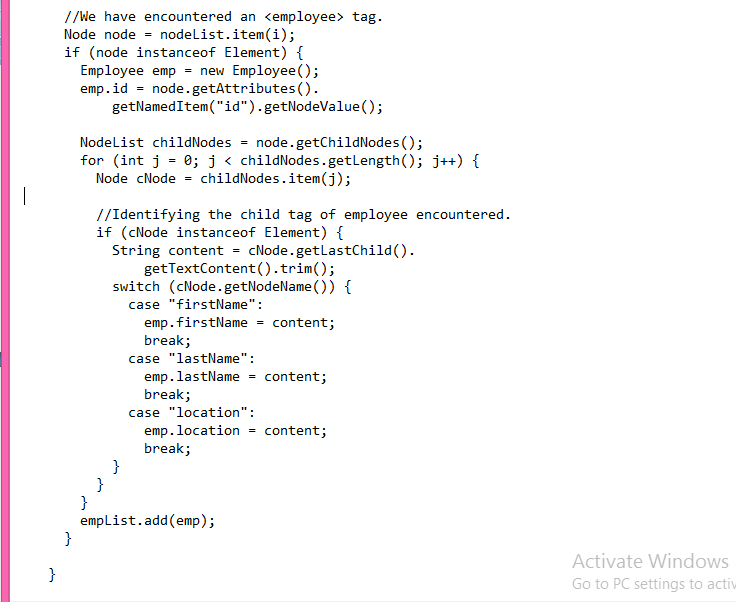 //We have encountered an <employee> tag.
Node node = nodeList.item(i);
if (node instanceof Element) {
Employee emp = new Employee();
emp.id = node.getAttributes().
getNamedItem("id").getNodeValue();
NodeList childNodes = node.getChildNodes();
for (int j = 0; j < childNodes.getLength(); j++) {
Node cNode = childNodes.item(j);
//Identifying the child tag of employee encountered.
if (cNode instanceof Element) {
String content = cNode.getLastChild().
getTextContent().trim();
switch (cNode.getNodeName()) {
case "firstName":
emp.firstName = content;
break;
case "lastName":
emp.lastName = content;
break;
case "location":
emp.location = content;
break;
}
}
}
empList.add(emp);
}
}
Activate Windows
Go to PC settings to activ